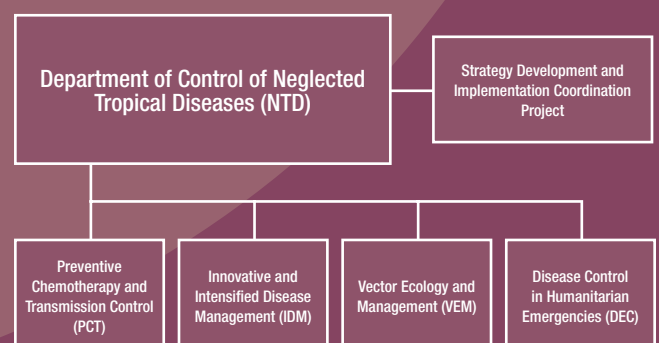 Department of Control of Neglected
Tropical Diseases (NTD)
Strategy Development and
Implementation Coordination
Project
Preventive
Chemotherapy and
Transmission Control
(PCT)
Innovative and
Intensified Disease
Management (IDM)
Vector Ecology and
Management (VEM)
Disease Control
in Humanitarian
Emergencies (DEC)